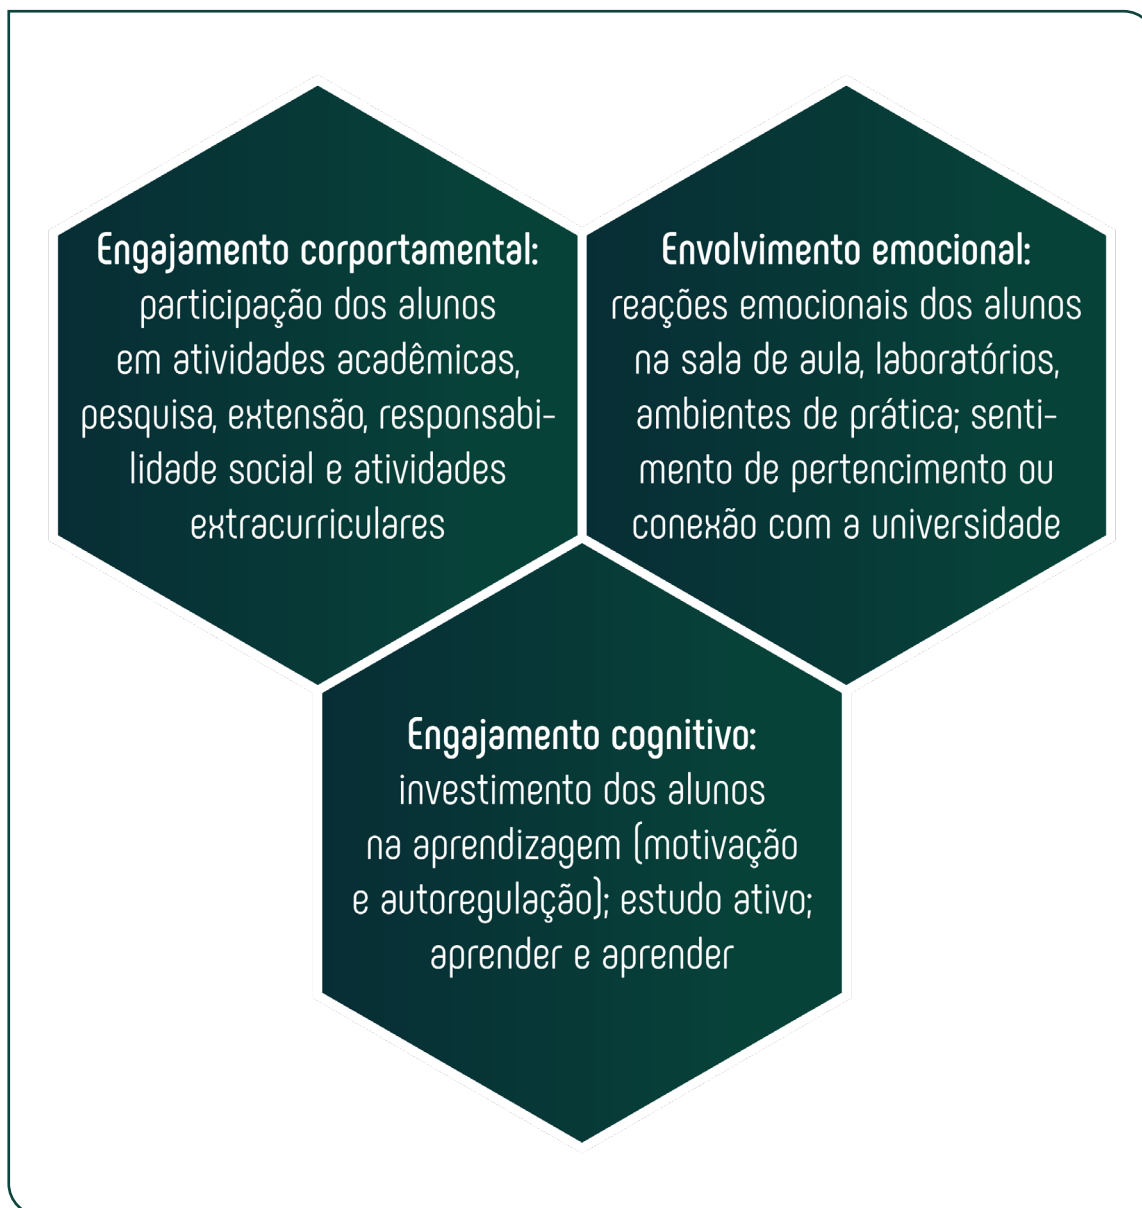 Engajamento corportamental:
participação dos alunos
em atividades acadêmicas,
pesquisa, extensão, responsabi-
lidade social e atividades
extracurriculares
Envolvimento emocional:
reações emocionais dos alunos
na sala de aula, laboratórios,
ambientes de prática; senti-
mento de pertencimento ou
conexão com a universidade
Engajamento cognitivo:
investimento dos alunos
na aprendizagem (motivação
e autoregulação); estudo ativo;
aprender e aprender